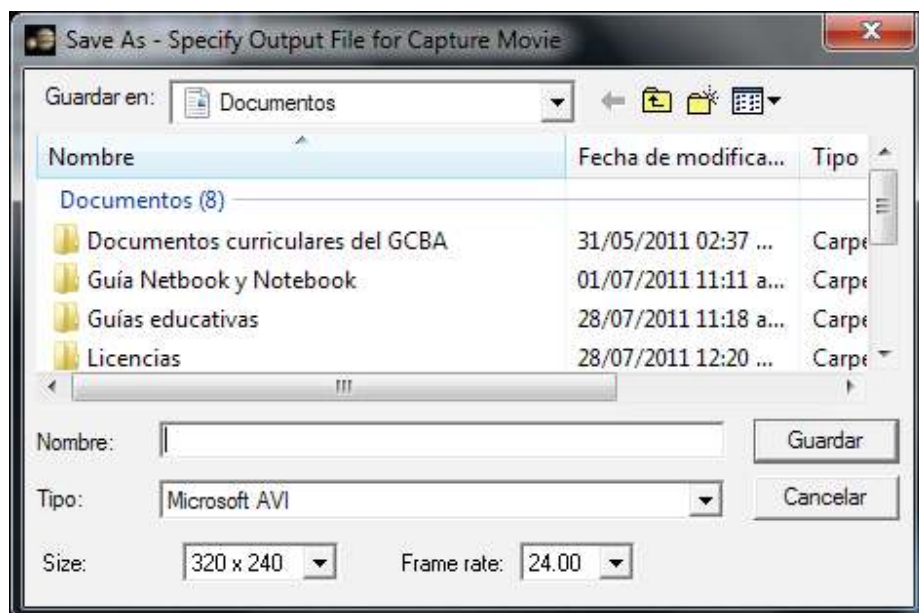 Save As - Specify Output File for Capture Movie
Guardar en: Documentos
Nombre Fecha de modifica... Tipo
Documentos (8)
Documentos curriculares del GCBA 31/05/2011 02:37 ... Carpe
Guía Netbook y Notebook 01/07/2011 11:11 a... Carpe
Guías educativas 28/07/2011 11:18 a... Carpe
Licencias 28/07/2011 12:20 ... Carpe
Nombre: Guardar
Tipo: Microsoft AVI Cancelar
Size: 320 x 240 Frame rate: 24.00